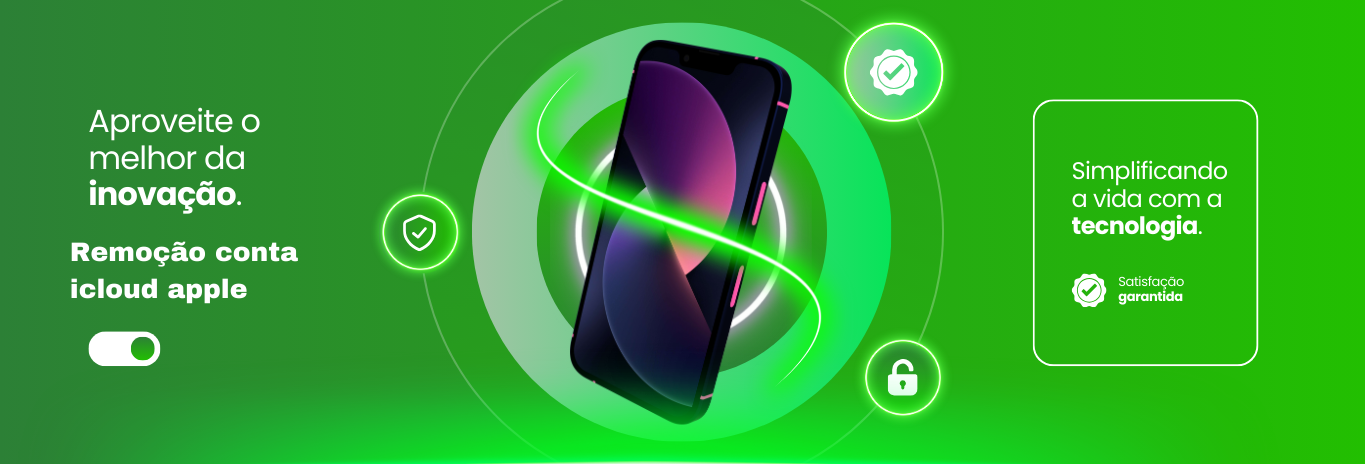 Aproveite o
melhor da
inovação.
Remoção conta
icloud apple
Simplificando
a vida com a
tecnologia.
Satisfação
garantida